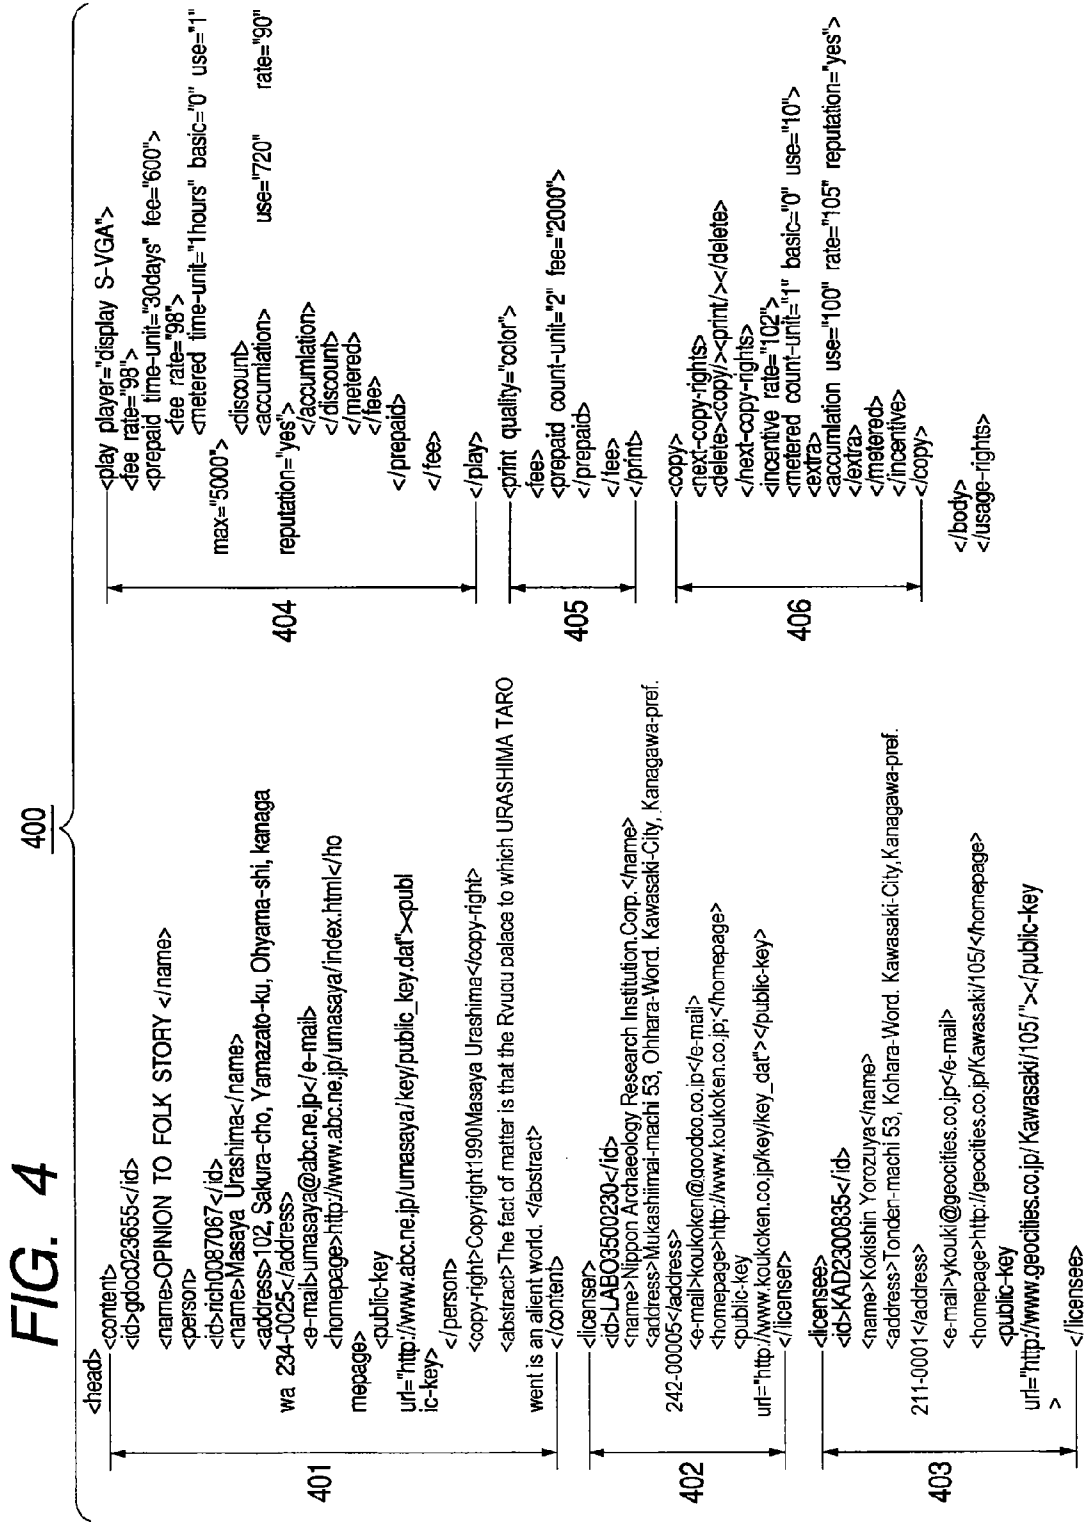 FIG. 4
400
<head>
<content>
<id>gdoc023655</id>
<name>OPINION TO FOLK STORY </name>
<person>
<id>rich0087067</id>
<name>Masaya Urashima</name>
<address>102, Sakura-cho, Yamazato-ku, Ohyama-shi, kanaga
wa 234-0025</address>
<e-mail>umasaya@abc.ne.jp</e-mail>
<homepage>http://www.abc.ne.jp/umasaya/index.html</ho
mepage>
<public-key
url="http://www.abc.ne.jp/umasaya/key/public_key.dat"><publ
ic-key>
</person>
<copy-right>Copyright1990Masaya Urashima</copy-right>
<abstract>The fact of matter is that the Rvucu palace to which URASHIMA TARO
went is an alient world. </abstract>
</content>
401
<licenser>
<id>LABO3500230</id>
<name>Nippon Archaeology Research Institution.Corp.</name>
<address>Mukashiimai-machi 53, Ohhara-Word. Kawasaki-City, Kanagawa-pref.
242-00005</address>
<e-mail>koukoken@goodco.co.jp</e-mail>
<homepage>http://www.koukoken.co.jp;</homepage>
<public-key
url="http://www.koukoken.co.jp/key/key_dat"></public-key>
</licenser>
402
<licensee>
<id>KAD2300835</id>
<name>Kokishin Yorozuya</name>
<address>Tonden-machi 53, Kohara-Word. Kawasaki-City,Kanagawa-pref.
211-0001</address>
<e-mail>ykouki@geocities.co.jp</e-mail>
<homepage>http://geocities.co.jp/Kawasaki/105/</homepage>
<public-key
url="http://www.geocities.co.jp/ Kawasaki/105/"></public-key
>
</licensee>
403
<play player="display S-VGA">
<fee rate="98">
<prepaid time-unit="30days" fee="600">
<fee rate="98">
<metered time-unit="1hours" basic="0" use="1"
max="5000">
<discount>
<accumlation> use="720" rate="90"
reputation="yes">
</accumlation>
</discount>
</metered>
</fee>
</prepaid>
</fee>
</play>
404
<print quality="color">
<fee>
<prepaid count-unit="2" fee="2000">
</prepaid>
</fee>
</print>
405
<copy>
<next-copy-rights>
<delete><copy/><print/></delete>
</next-copy-rights>
<incentive rate="102">
<metered count-unit="1" basic="0" use="10">
<extra>
<accumlation use="100" rate="105" reputation="yes">
</extra>
</metered>
</incentive>
</copy>
406
</body>
</usage-rights>